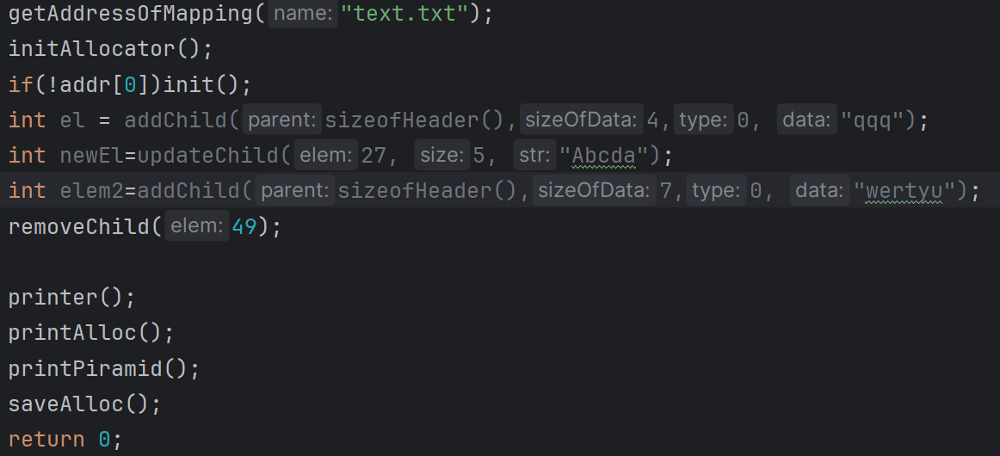 getAddressOfMapping( name: "text.txt");
initAllocator();
if(!addr[0])init();
int el = addChild( parent: sizeofHeader(), sizeOfData: 4, type: 0, data: "qqq");
int newEl=updateChild( elem: 27, size: 5, str: "Abcda");
int elem2=addChild( parent: sizeofHeader(), sizeOfData: 7, type: 0, data: "wertyu");
removeChild( elem: 49);
printer();
printAlloc();
printPiramid();
saveAlloc();
return 0;